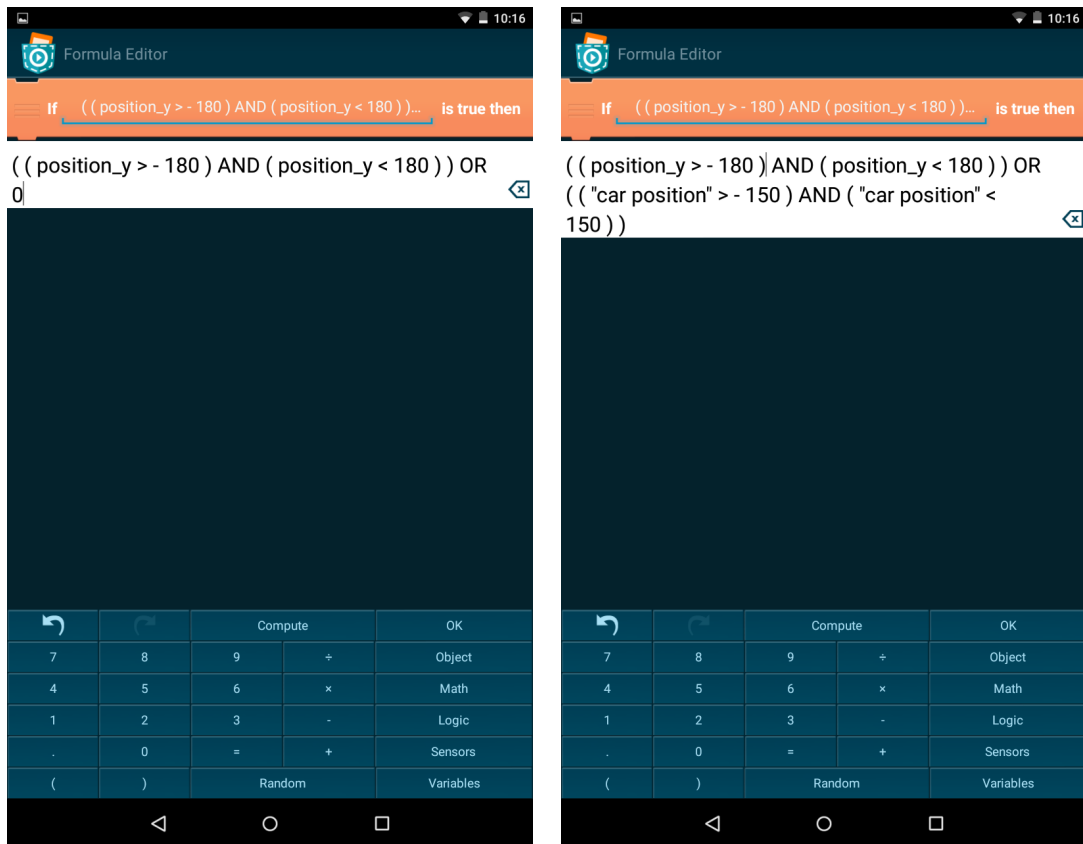 10:16
Formula Editor
If ( ( position_y > - 180 ) AND ( position_y < 180 ) )... is true then
( ( position_y > - 180 ) AND ( position_y < 180 ) ) OR
0
Compute OK
7 8 9 ÷ Object
4 5 6 × Math
1 2 3 - Logic
. 0 = + Sensors
( ) Random Variables
10:16
Formula Editor
If ( ( position_y > - 180 ) AND ( position_y < 180 ) )... is true then
( ( position_y > - 180 ) AND ( position_y < 180 ) ) OR
( ( "car position" > - 150 ) AND ( "car position" <
150 ) )
Compute OK
7 8 9 ÷ Object
4 5 6 × Math
1 2 3 - Logic
. 0 = + Sensors
( ) Random Variables